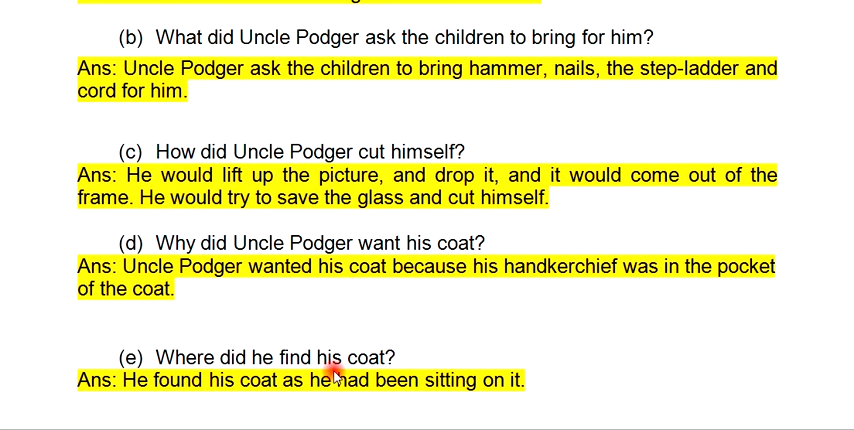 (b) What did Uncle Podger ask the children to bring for him?
Ans: Uncle Podger ask the children to bring hammer, nails, the step-ladder and
cord for him.
(c) How did Uncle Podger cut himself?
Ans: He would lift up the picture, and drop it, and it would come out of the
frame. He would try to save the glass and cut himself.
(d) Why did Uncle Podger want his coat?
Ans: Uncle Podger wanted his coat because his handkerchief was in the pocket
of the coat.
(e) Where did he find his coat?
Ans: He found his coat as he had been sitting on it.